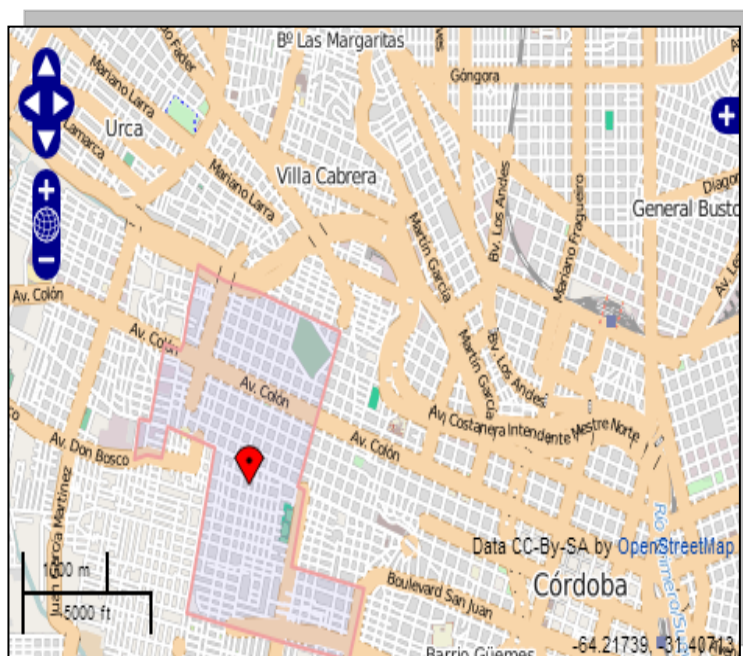 Bº Las Margaritas
Góngora
Mariano Larra
Urca
Lamarca
Mariano Larra
Villa Cabrera
Bv. Los Andes
Mariano Fragueiro
General Busto
Martín García
Av. Colón
Av. Colón
Martín García
Bv. Los Andes
Av. Colón
Av. Costanera Intendente Mestre Norte
Av. Colón
Av. Don Bosco
Data CC-By-SA by OpenStreetMap
1000 m
5000 ft
Boulevard San Juan
Córdoba
Barrio Güemes
-64.21739, -31.40713